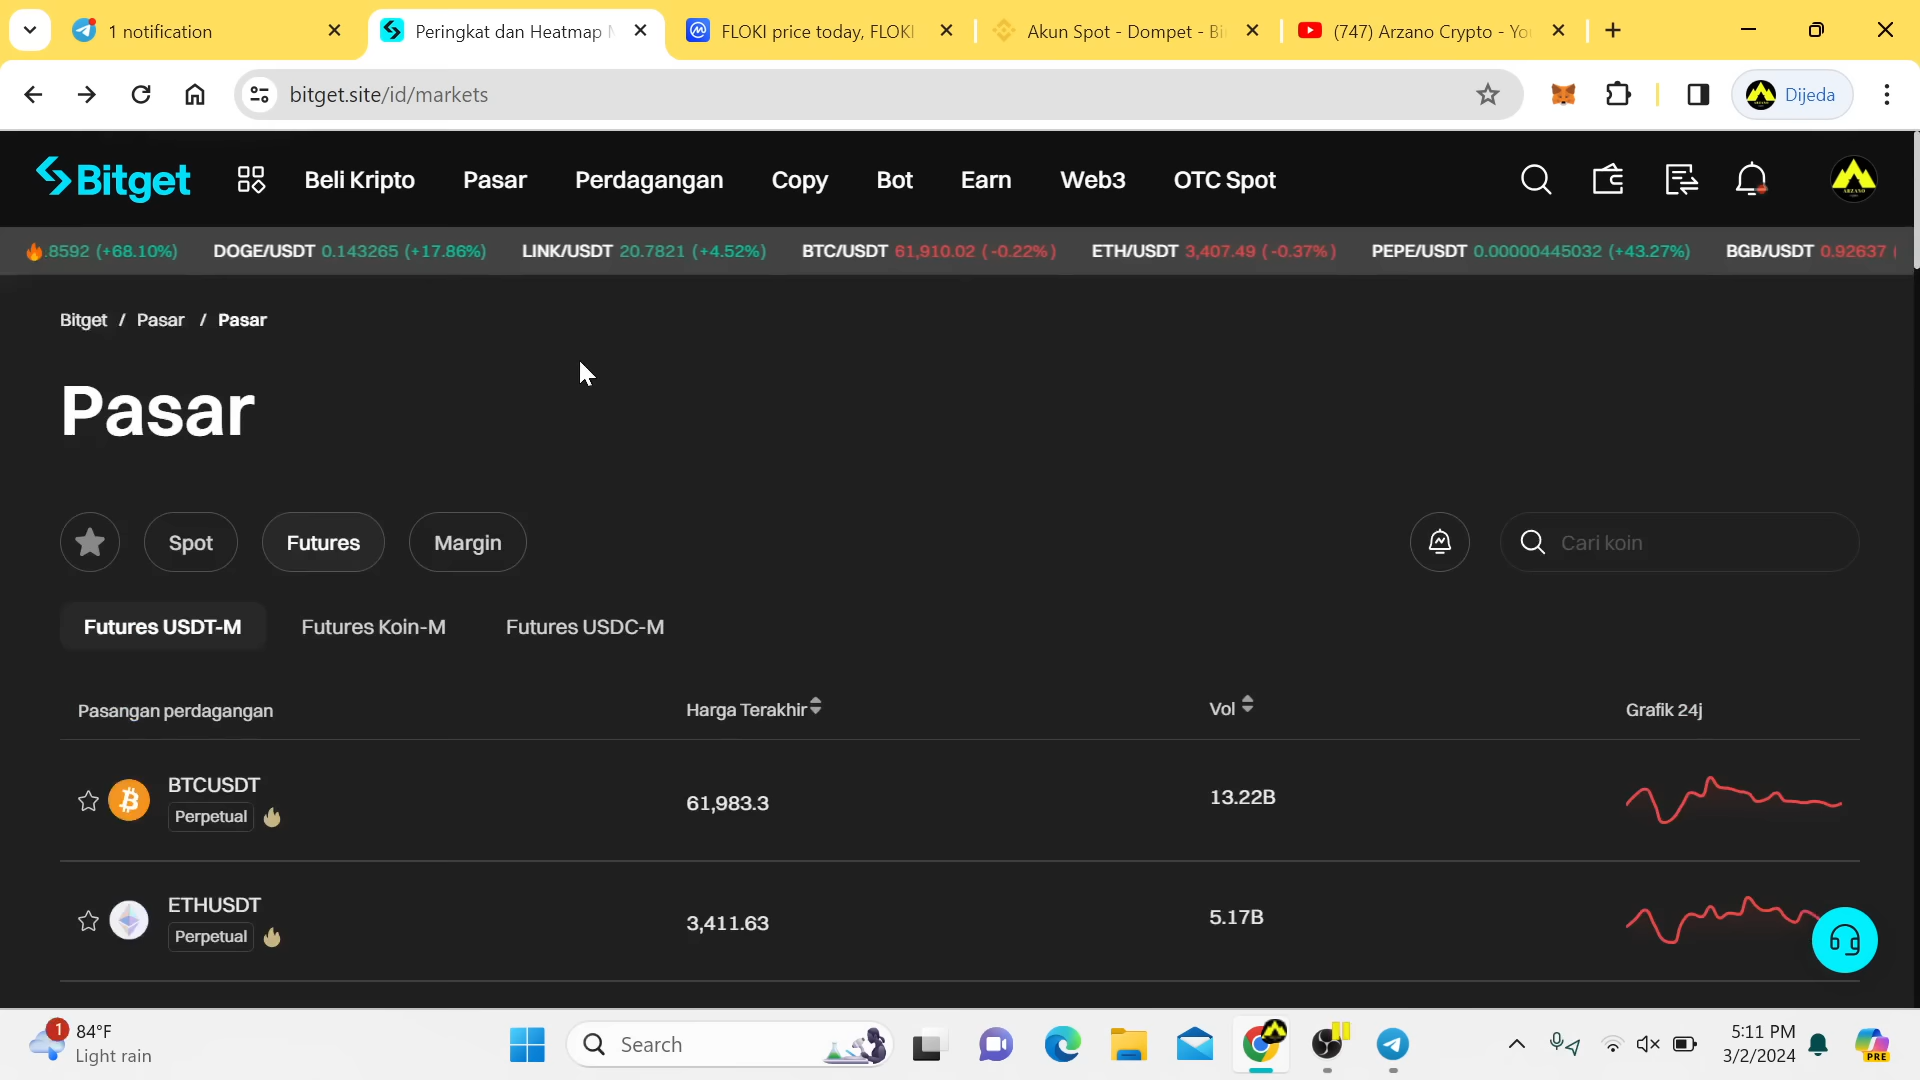 1 notification
Peringkat dan Heatmap
FLOKI price today, FLOKI
Akun Spot - Dompet - Bi
(747) Arzano Crypto - Yo
bitget.site/id/markets
Dijeda
Bitget
Beli Kripto
Pasar
Perdagangan
Copy
Bot
Earn
Web3
OTC Spot
.8592 (+68.10%) DOGE/USDT 0.143265 (+17.86%) LINK/USDT 20.7821 (+4.52%) BTC/USDT 61,910.02 (-0.22%) ETH/USDT 3,407.49 (-0.37%) PEPE/USDT 0.00000445032 (+43.27%) BGB/USDT 0.92637 (
Bitget / Pasar / Pasar
Pasar
Spot
Futures
Margin
Cari koin
Futures USDT-M
Futures Koin-M
Futures USDC-M
Pasangan perdagangan
Harga Terakhir
Vol
Grafik 24j
BTCUSDT
Perpetual
61,983.3
13.22B
ETHUSDT
Perpetual
3,411.63
5.17B
1
84°F
Light rain
Search
5:11 PM
3/2/2024
PRE